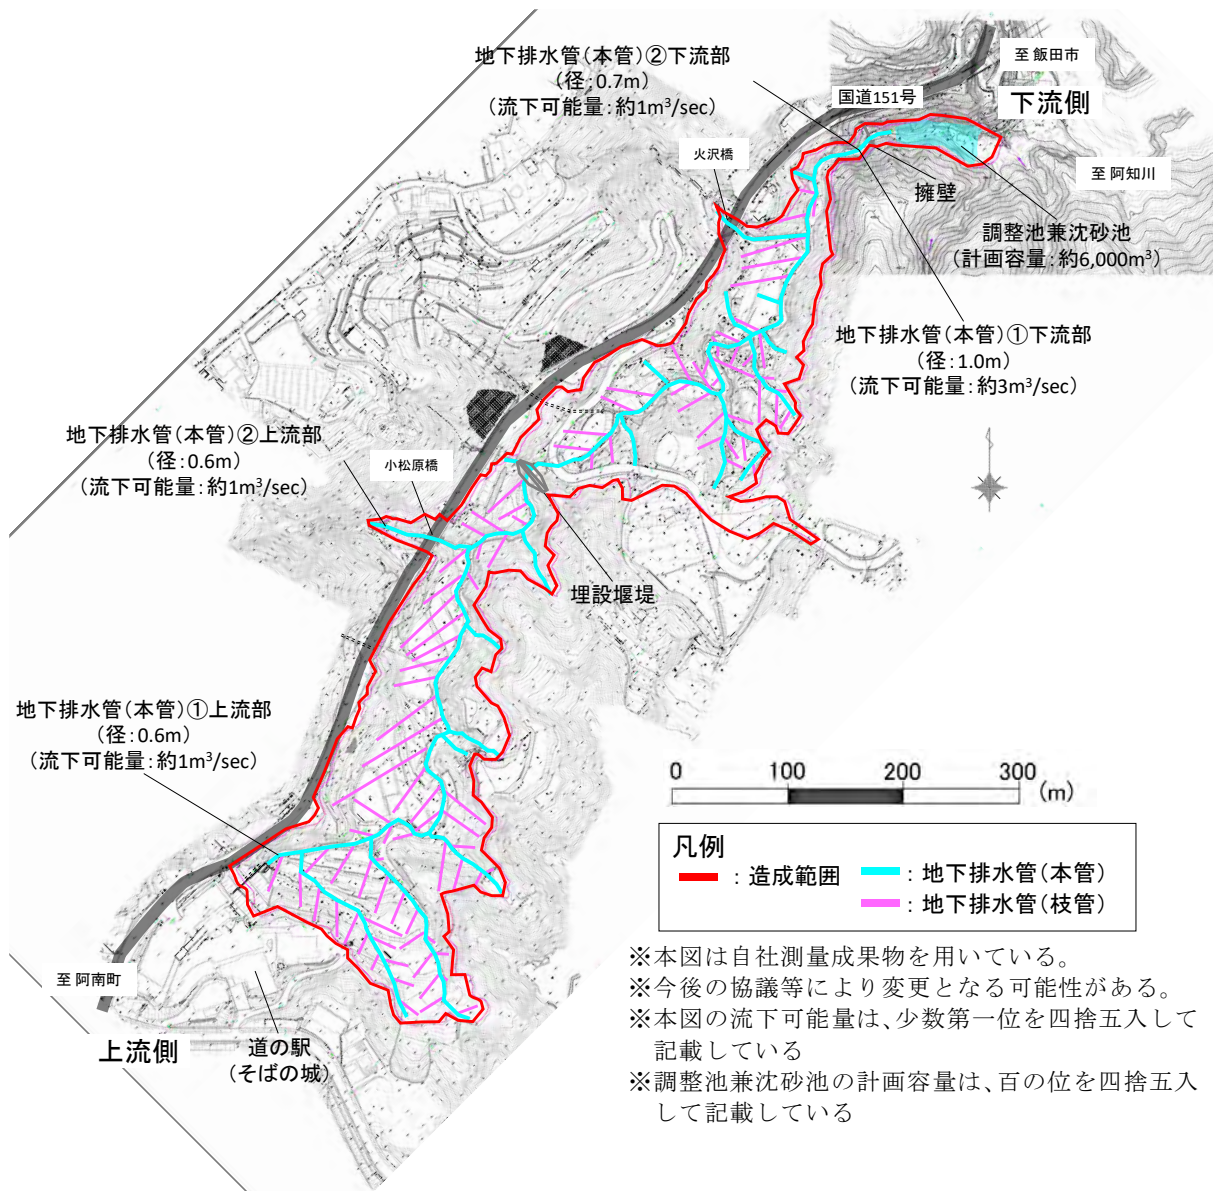 地下排水管(本管)②下流部
(径:0.7m)
(流下可能量:約1m³/sec)
至 飯田市
国道151号
下流側
火沢橋
至 阿知川
擁壁
調整池兼沈砂池
(計画容量:約6,000m³)
地下排水管(本管)①下流部
(径:1.0m)
(流下可能量:約3m³/sec)
地下排水管(本管)②上流部
(径:0.6m)
(流下可能量:約1m³/sec)
小松原橋
埋設堰堤
地下排水管(本管)①上流部
(径:0.6m)
(流下可能量:約1m³/sec)
0 100 200 300 (m)
凡例
:造成範囲 :地下排水管(本管)
:地下排水管(枝管)
至 阿南町
上流側
道の駅
(そばの城)
※本図は自社測量成果物を用いている。
※今後の協議等により変更となる可能性がある。
※本図の流下可能量は、少数第一位を四捨五入して
記載している
※調整池兼沈砂池の計画容量は、百の位を四捨五入
して記載している